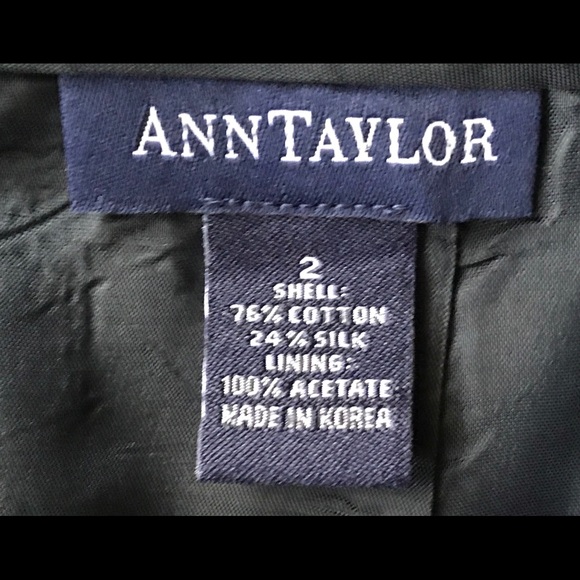 ANNTAYLOR
2
SHELL:
76% COTTON
24% SILK
LINING:
100% ACETATE
MADE IN KOREA